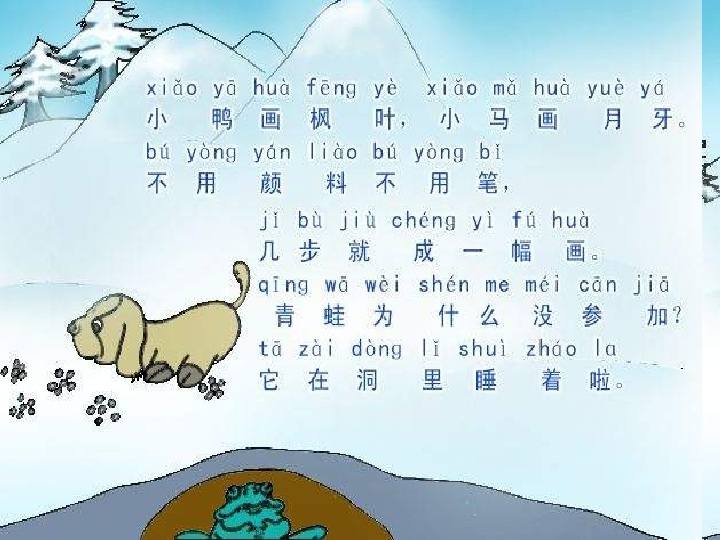 xiǎo yā huà fēng yè  xiǎo mǎ huà yuè yá
小 鸭 画 枫 叶， 小 马 画 月 牙。
bú yòng yán liào bú yòng bǐ
不 用 颜 料 不 用 笔，
jǐ bù jiù chéng yì fú huà
几 步 就 成 一 幅 画。
qīng wā wèi shén me méi cān jiā
青 蛙 为 什 么 没 参 加？
tā zài dòng lǐ shuì zháo la
它 在 洞 里 睡 着 啦。